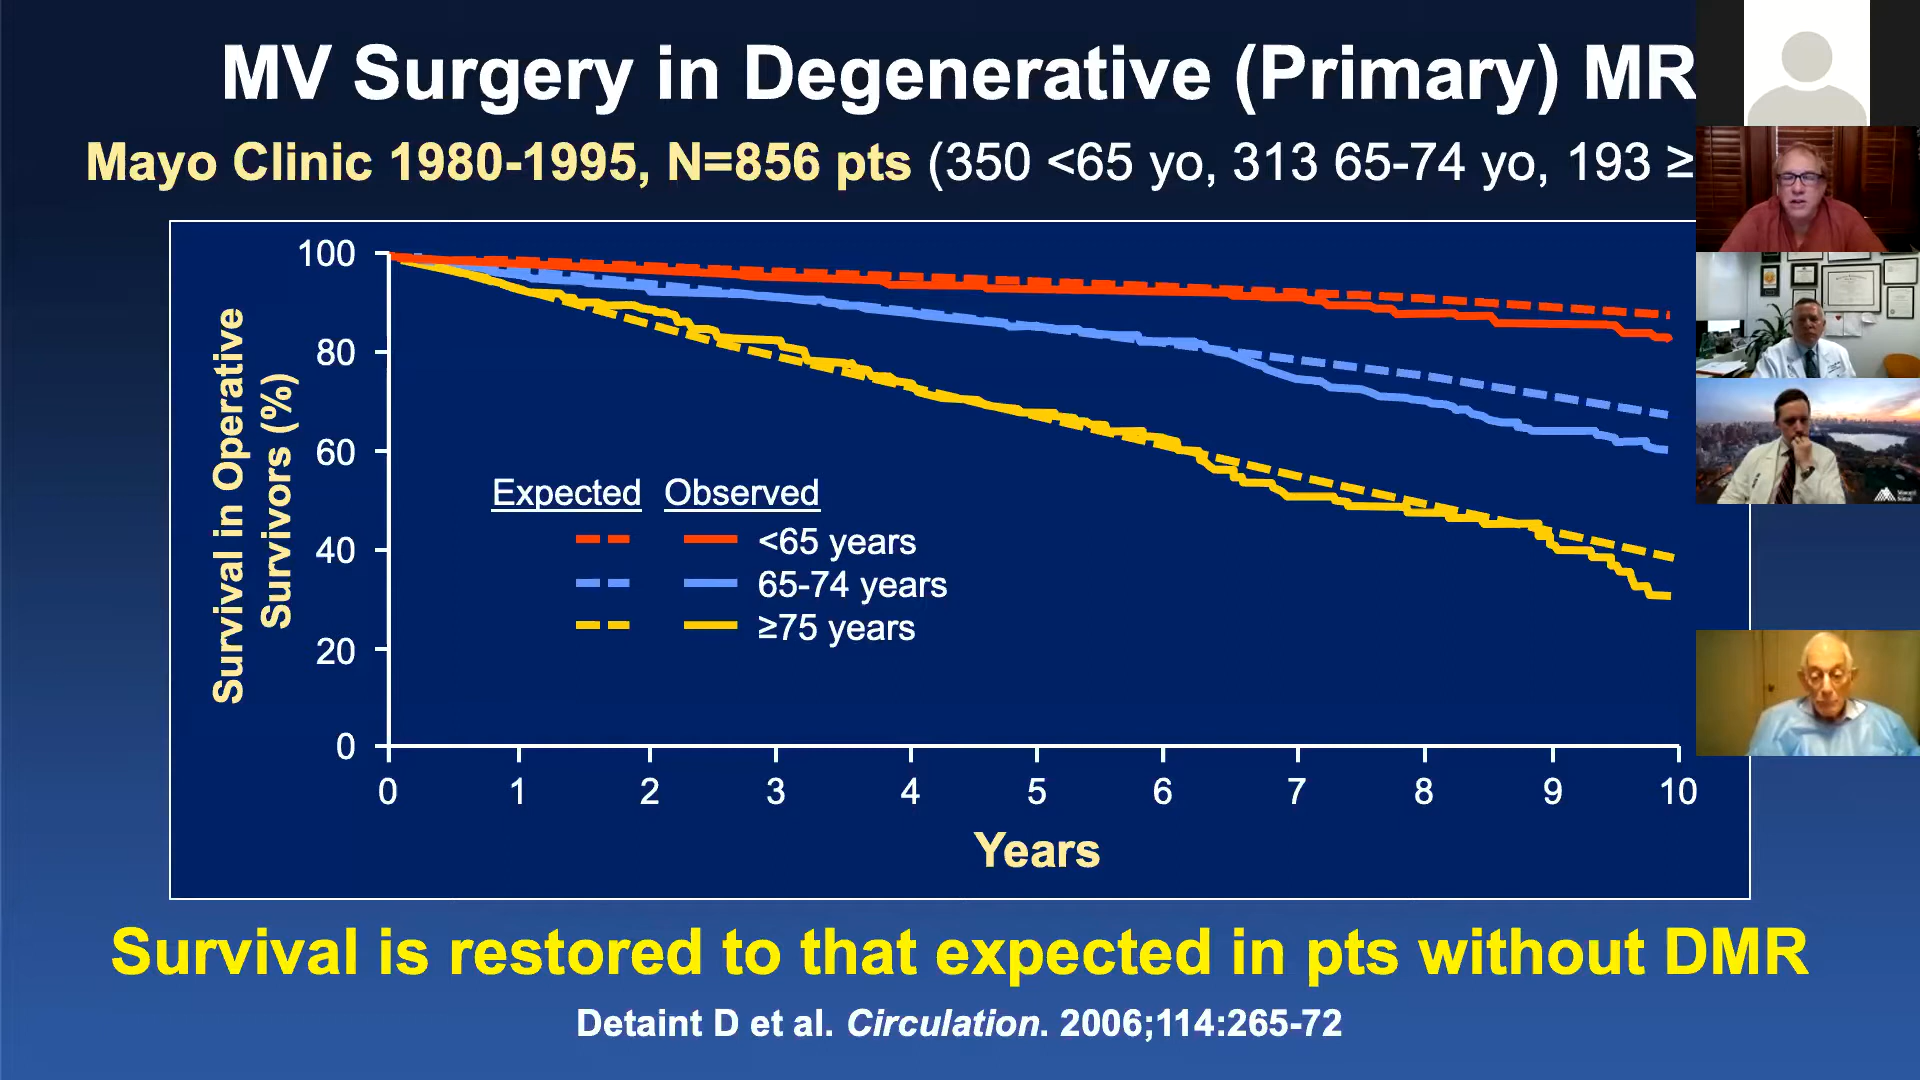 MV Surgery in Degenerative (Primary) MR
Mayo Clinic 1980-1995, N=856 pts (350 <65 yo, 313 65-74 yo, 193 ≥
Survival in Operative
Survivors (%)
100
80
60
40
20
0
Expected Observed
<65 years
65-74 years
≥75 years
0 1 2 3 4 5 6 7 8 9 10
Years
Survival is restored to that expected in pts without DMR
Detaint D et al. Circulation. 2006;114:265-72
Mount
Sinai